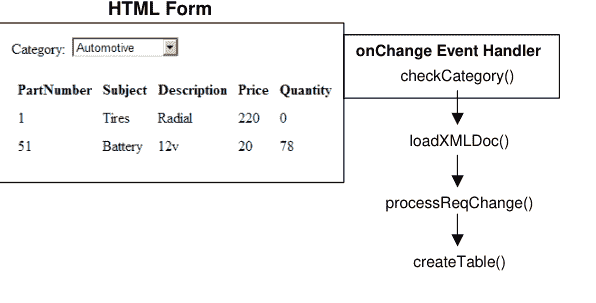 HTML Form
Category: Automotive
PartNumber Subject Description Price Quantity
1 Tires Radial 220 0
51 Battery 12v 20 78
onChange Event Handler
checkCategory()
loadXMLDoc()
processReqChange()
createTable()